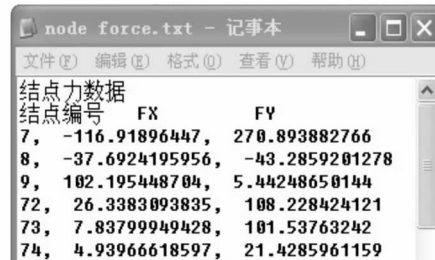 node force.txt - 记事本
文件(F) 编辑(E) 格式(O) 查看(V) 帮助(H)
结点力数据
结点编号 FX FY
7, -116.91896447, 270.893882766
8, -37.6924195956, -43.2859201278
9, 102.195448704, 5.44248650144
72, 26.3383093835, 108.228424121
73, 7.83799949428, 101.53763242
74, 4.93966618597, 21.4285961159